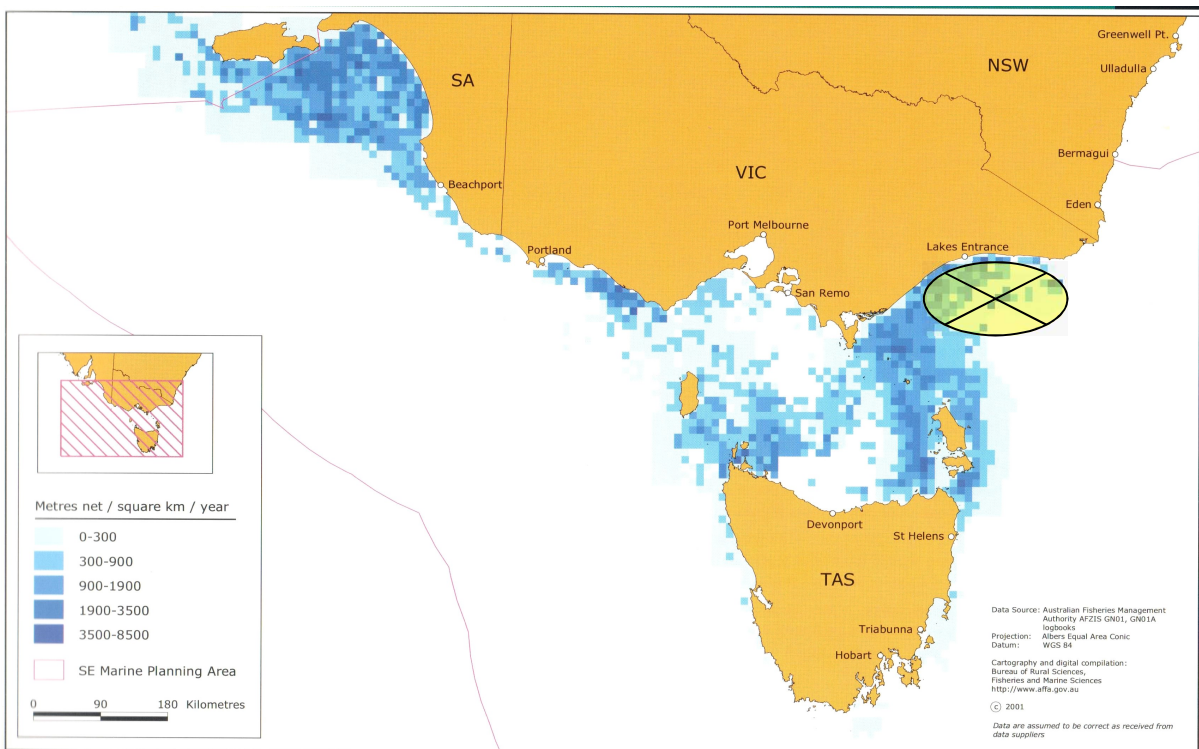 Greenwell Pt.
NSW
Ulladulla
SA
Bermagui
VIC
Beachport
Eden
Port Melbourne
Lakes Entrance
Portland
San Remo
Metres net / square km / year
0-300
300-900
900-1900
1900-3500
3500-8500
SE Marine Planning Area
0 90 180 Kilometres
Devonport
St Helens
TAS
Triabunna
Hobart
Data Source: Australian Fisheries Management
Authority AFZIS GN01, GN01A
logbooks
Projection: Albers Equal Area Conic
Datum: WGS 84
Cartography and digital compilation:
Bureau of Rural Sciences,
Fisheries and Marine Sciences
http://www.affa.gov.au
© 2001
Data are assumed to be correct as received from
data suppliers